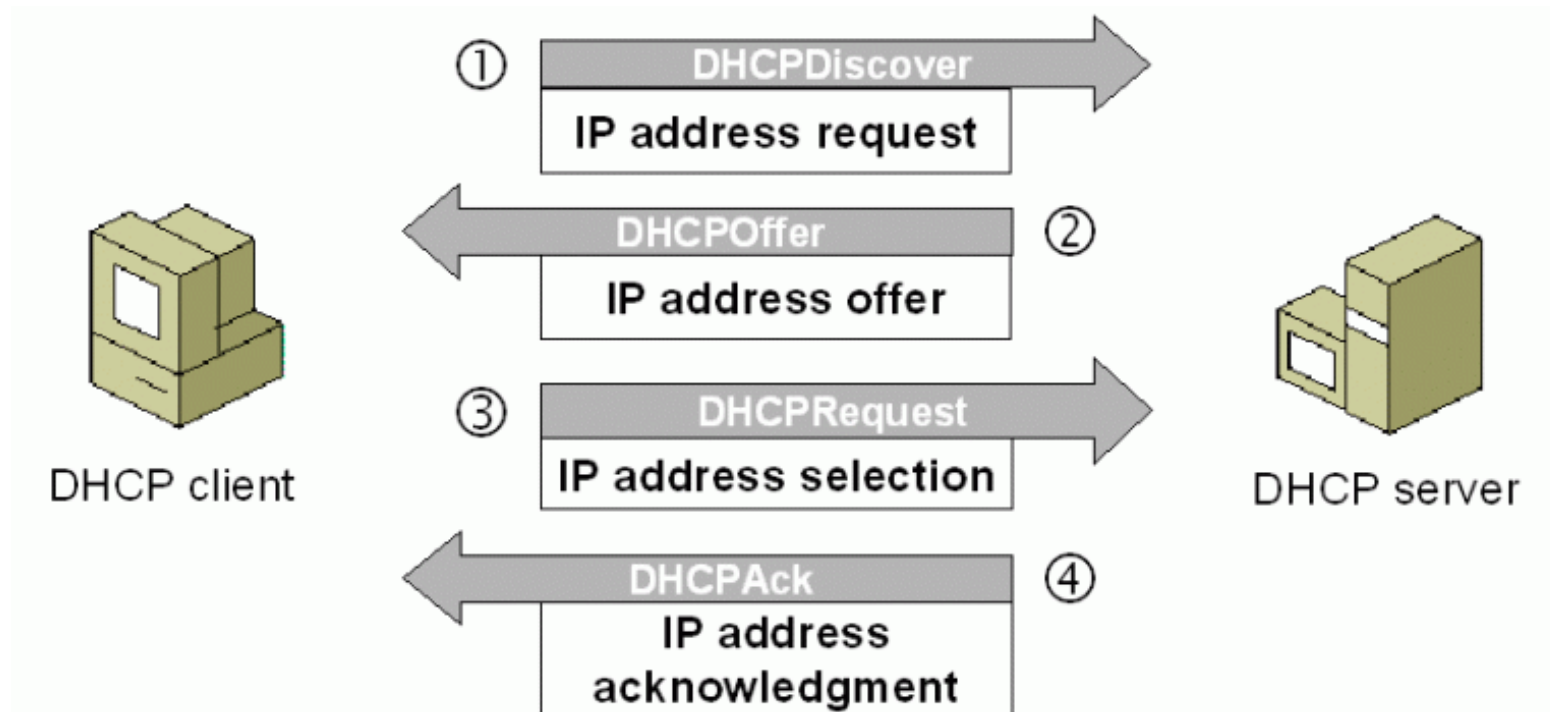 ① DHCPDiscover
IP address request
DHCPOffer ②
IP address offer
③ DHCPRequest
IP address selection
DHCP client
DHCP server
DHCPAck ④
IP address
acknowledgment